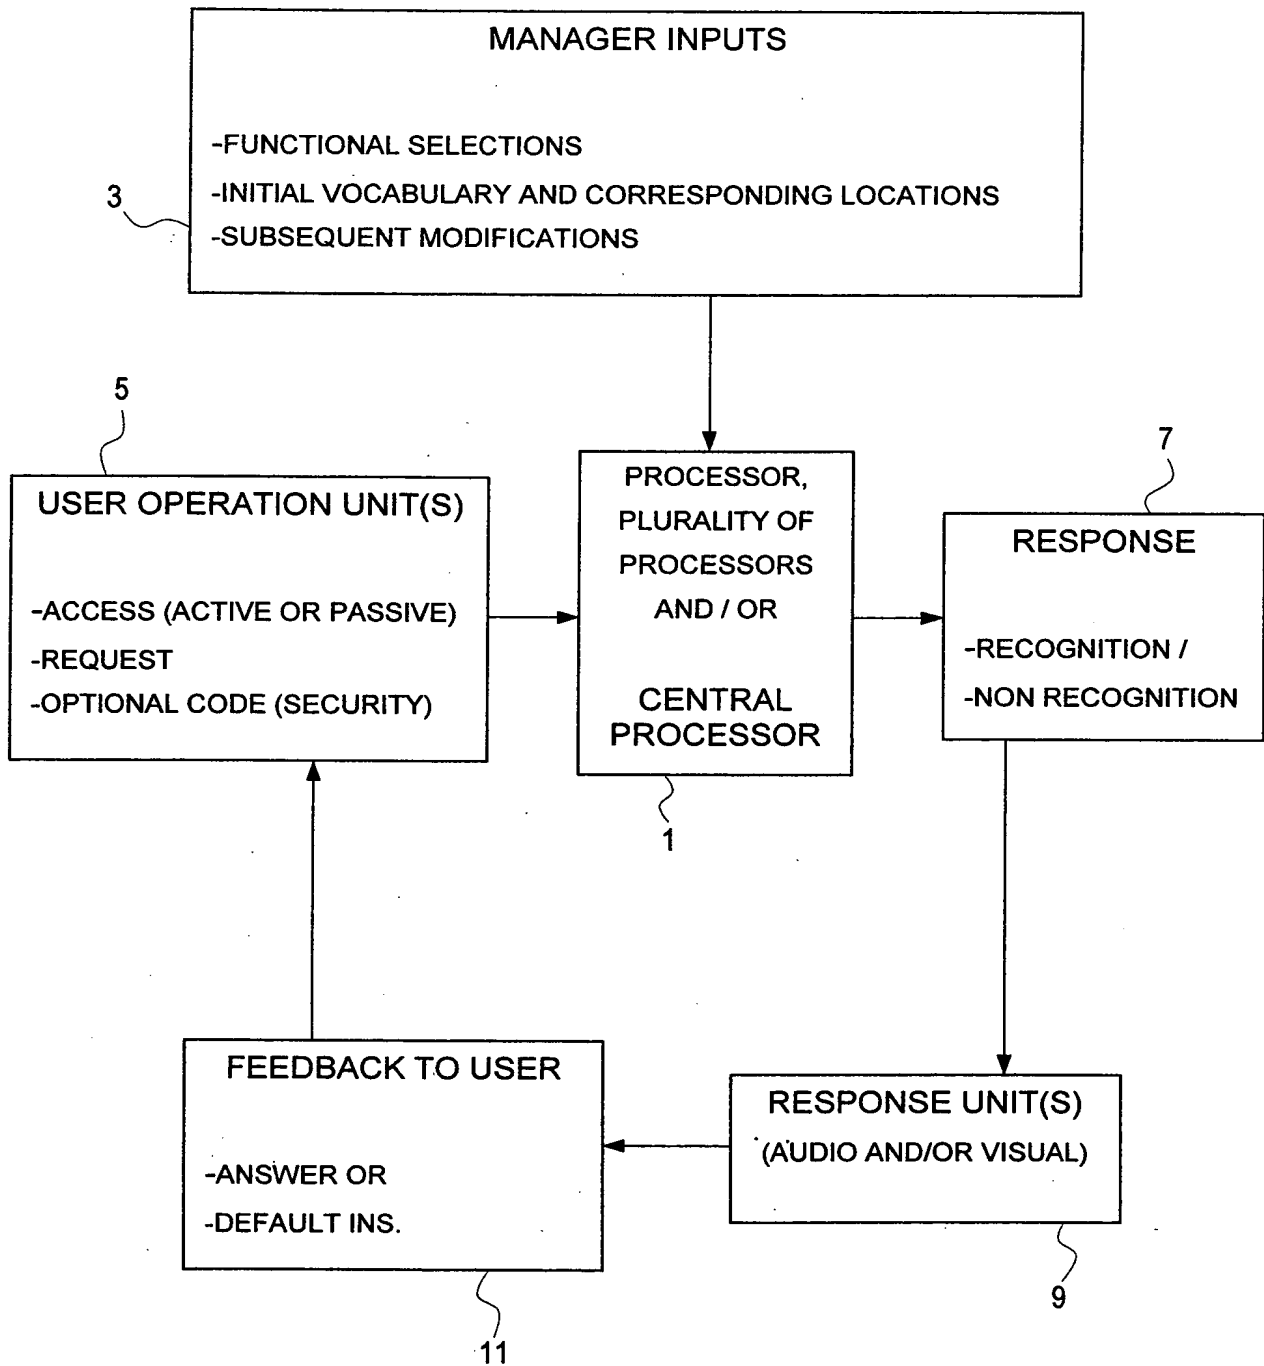 MANAGER INPUTS
-FUNCTIONAL SELECTIONS
-INITIAL VOCABULARY AND CORRESPONDING LOCATIONS
-SUBSEQUENT MODIFICATIONS
3
5
USER OPERATION UNIT(S)
-ACCESS (ACTIVE OR PASSIVE)
-REQUEST
-OPTIONAL CODE (SECURITY)
PROCESSOR,
PLURALITY OF
PROCESSORS
AND / OR
CENTRAL
PROCESSOR
1
7
RESPONSE
-RECOGNITION /
-NON RECOGNITION
FEEDBACK TO USER
-ANSWER OR
-DEFAULT INS.
11
RESPONSE UNIT(S)
(AUDIO AND/OR VISUAL)
9